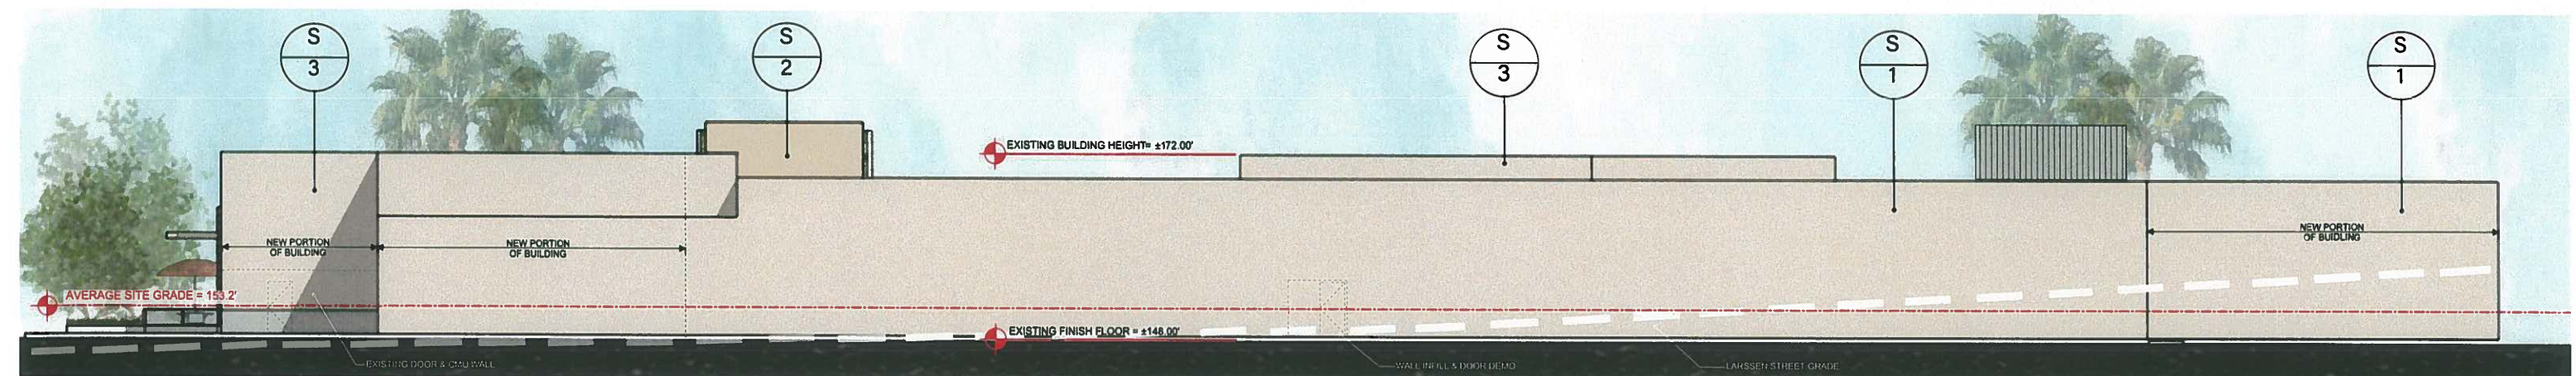 S
3
S
2
S
3
S
1
S
1
EXISTING BUILDING HEIGHT= ±172.00'
NEW PORTION
OF BUILDING
NEW PORTION
OF BUILDING
NEW PORTION
OF BUIDLING
AVERAGE SITE GRADE = 153.2'
EXISTING FINISH FLOOR = ±148.00'
EXISTING DOOR & CMU WALL
WALL INFILL & DOOR DEMO
LARSSEN STREET GRADE